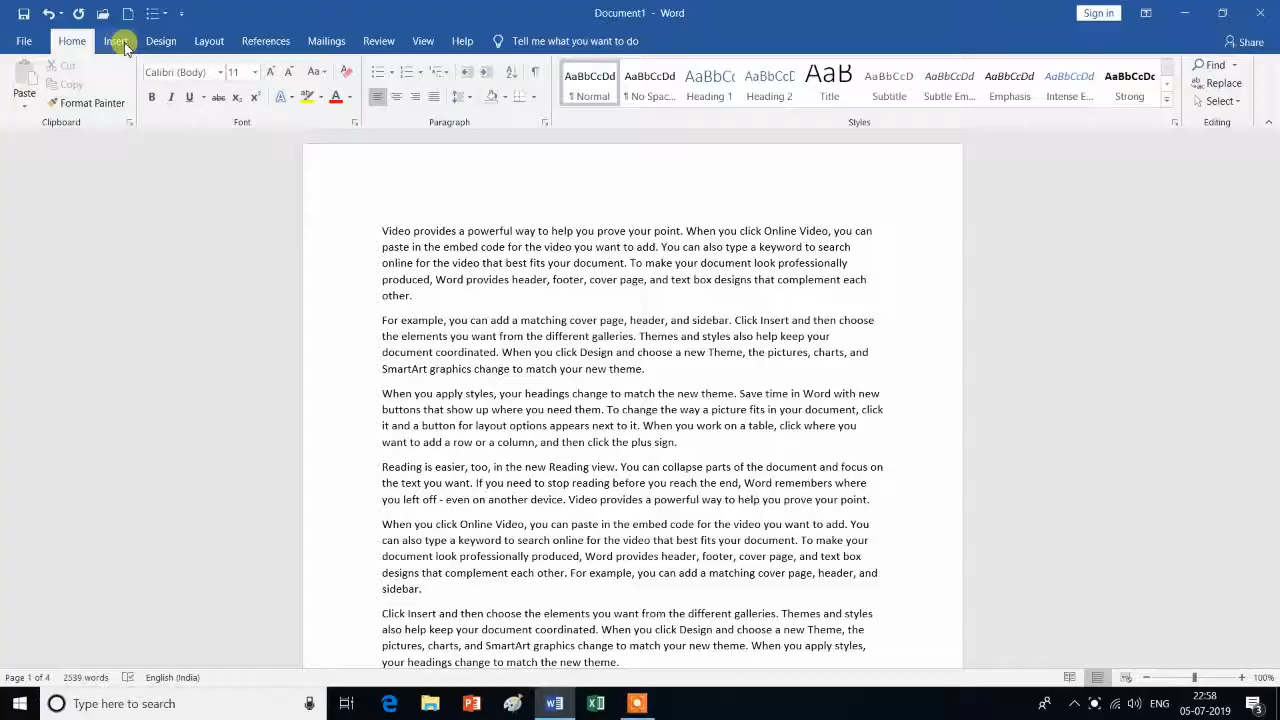 Document1 - Word
Sign in
File Home Insert Design Layout References Mailings Review View Help Tell me what you want to do Share
Paste Cut Copy Format Painter
Calibri (Body) 11
AaBbCcDd AaBbCcDd AaBbC AaBbCcD AaB AaBbCcD AaBbCcDd AaBbCcDd AaBbCcDd AaBbCcDc
¶ Normal ¶ No Spac... Heading 1 Heading 2 Title Subtitle Subtle Em... Emphasis Intense E... Strong
Find
Replace
Select
Clipboard Font Paragraph Styles Editing
Video provides a powerful way to help you prove your point. When you click Online Video, you can
paste in the embed code for the video you want to add. You can also type a keyword to search
online for the video that best fits your document. To make your document look professionally
produced, Word provides header, footer, cover page, and text box designs that complement each
other.
For example, you can add a matching cover page, header, and sidebar. Click Insert and then choose
the elements you want from the different galleries. Themes and styles also help keep your
document coordinated. When you click Design and choose a new Theme, the pictures, charts, and
SmartArt graphics change to match your new theme.
When you apply styles, your headings change to match the new theme. Save time in Word with new
buttons that show up where you need them. To change the way a picture fits in your document, click
it and a button for layout options appears next to it. When you work on a table, click where you
want to add a row or a column, and then click the plus sign.
Reading is easier, too, in the new Reading view. You can collapse parts of the document and focus on
the text you want. If you need to stop reading before you reach the end, Word remembers where
you left off - even on another device. Video provides a powerful way to help you prove your point.
When you click Online Video, you can paste in the embed code for the video you want to add. You
can also type a keyword to search online for the video that best fits your document. To make your
document look professionally produced, Word provides header, footer, cover page, and text box
designs that complement each other. For example, you can add a matching cover page, header, and
sidebar.
Click Insert and then choose the elements you want from the different galleries. Themes and styles
also help keep your document coordinated. When you click Design and choose a new Theme, the
pictures, charts, and SmartArt graphics change to match your new theme. When you apply styles,
your headings change to match the new theme.
Page 1 of 4 2539 words English (India) 100%
Type here to search
ENG
22:58
05-07-2019
3